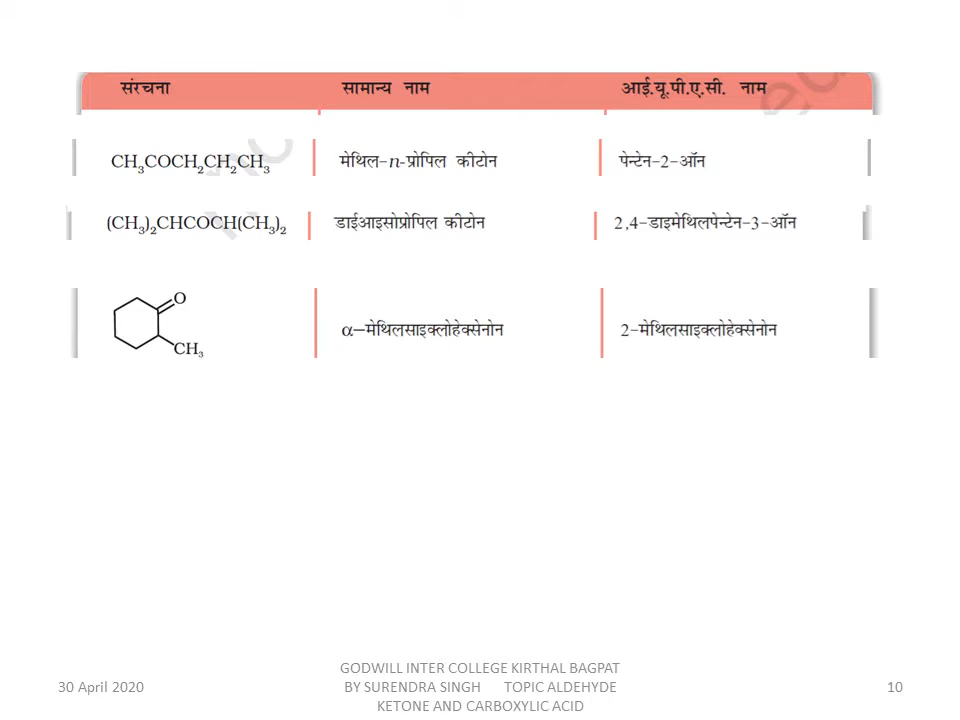 संरचना सामान्य नाम आई.यू.पी.ए.सी. नाम
CH₃COCH₂CH₂CH₃ मेथिल-n-प्रोपिल कीटोन पेन्टेन-2-ऑन
(CH₃)₂CHCOCH(CH₃)₂ डाईआइसोप्रोपिल कीटोन 2,4-डाइमेथिलपेन्टेन-3-ऑन
O
α–मेथिलसाइक्लोहेक्सेनोन 2-मेथिलसाइक्लोहेक्सेनोन
CH₃
GODWILL INTER COLLEGE KIRTHAL BAGPAT
30 April 2020 BY SURENDRA SINGH TOPIC ALDEHYDE 10
KETONE AND CARBOXYLIC ACID